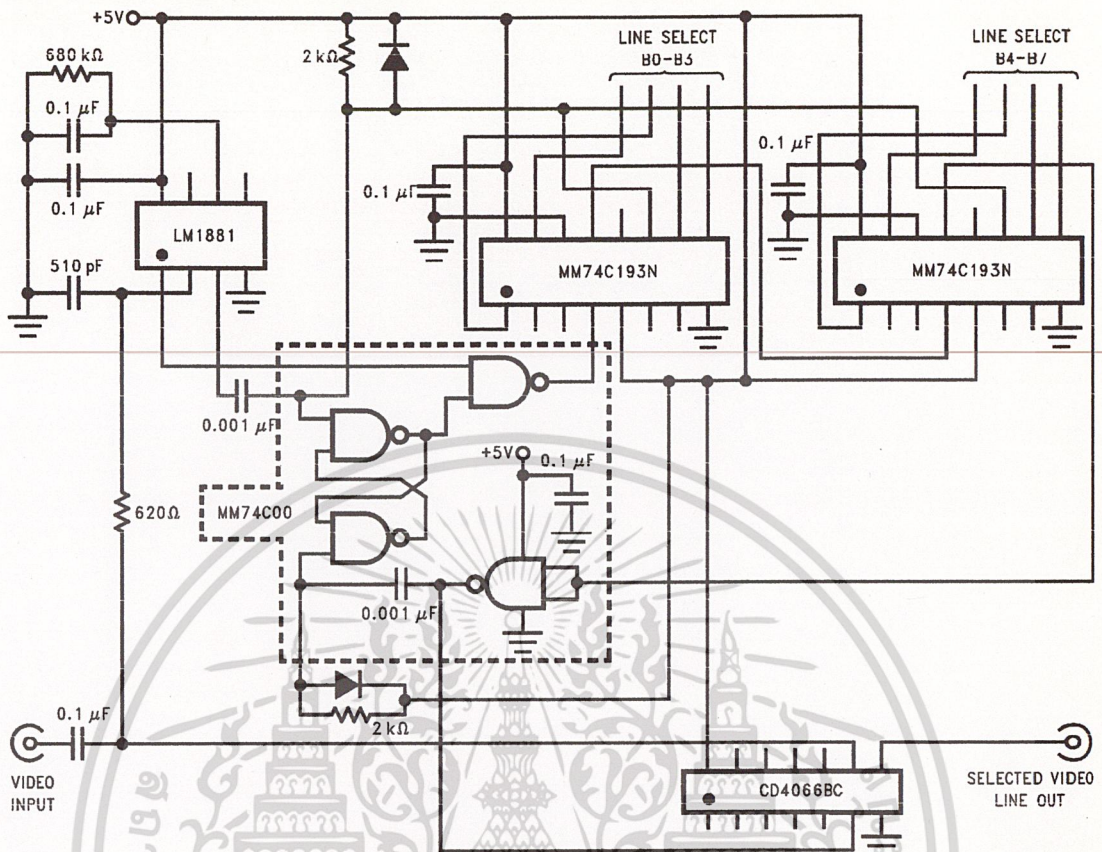 +5V
680 kΩ
0.1 µF
0.1 µF
510 pF
LM1881
2 kΩ
LINE SELECT
B0-B3
LINE SELECT
B4-B7
0.1 µF
0.1 µF
MM74C193N
MM74C193N
0.001 µF
+5V
0.1 µF
MM74C00
620Ω
0.001 µF
2 kΩ
0.1 µF
VIDEO
INPUT
CD4066BC
SELECTED VIDEO
LINE OUT